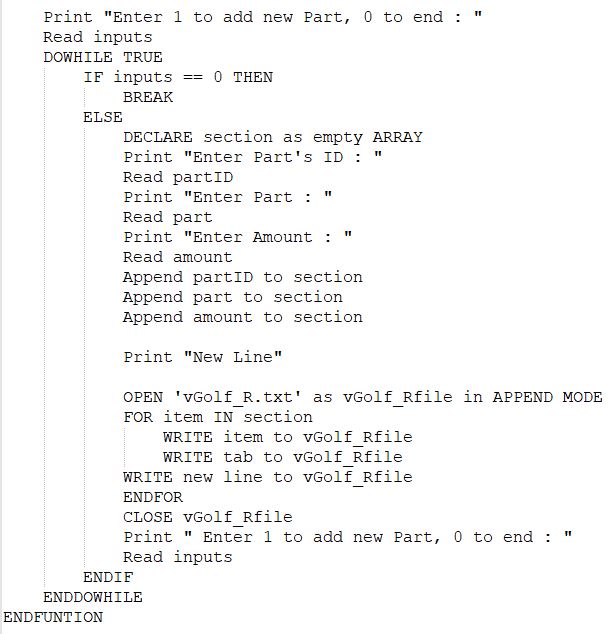 Print "Enter 1 to add new Part, 0 to end : "
Read inputs
DOWHILE TRUE
IF inputs == 0 THEN
BREAK
ELSE
DECLARE section as empty ARRAY
Print "Enter Part's ID : "
Read partID
Print "Enter Part : "
Read part
Print "Enter Amount : "
Read amount
Append partID to section
Append part to section
Append amount to section
Print "New Line"
OPEN 'vGolf_R.txt' as vGolf_Rfile in APPEND MODE
FOR item IN section
WRITE item to vGolf_Rfile
WRITE tab to vGolf_Rfile
WRITE new line to vGolf_Rfile
ENDFOR
CLOSE vGolf_Rfile
Print " Enter 1 to add new Part, 0 to end : "
Read inputs
ENDIF
ENDDOWHILE
ENDFUNTION